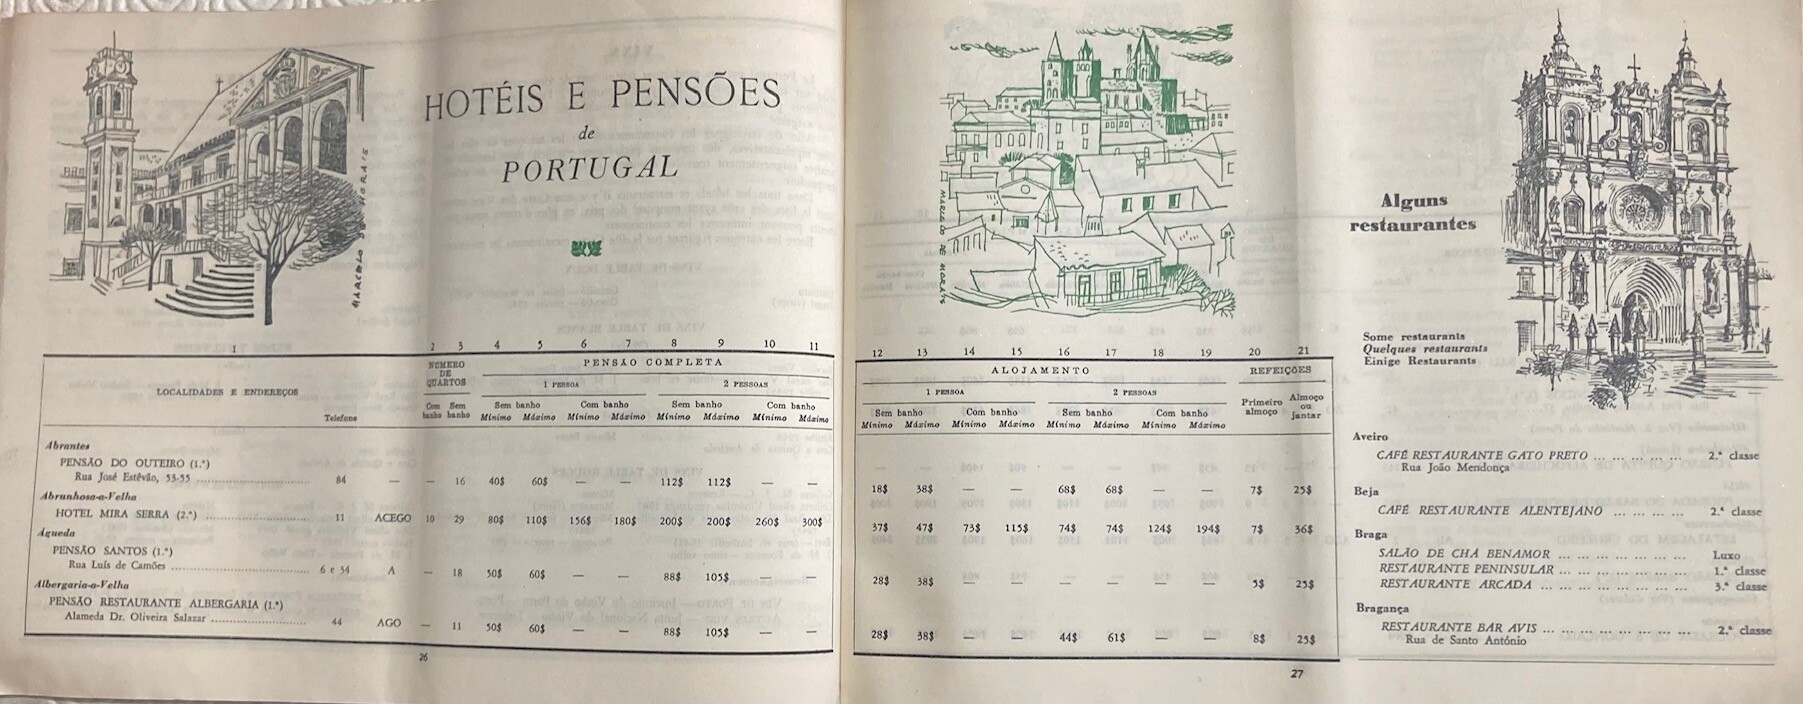 HOTÉIS E PENSÕES
de
PORTUGAL
MARCELO DE MORAIS
1 2 3 4 5 6 7 8 9 10 11
LOCALIDADES E ENDEREÇOS
Telefone
NÚMERO DE QUARTOS
Com banho Sem banho
PENSÃO COMPLETA
1 PESSOA 2 PESSOAS
Sem banho Com banho Sem banho Com banho
Mínimo Máximo Mínimo Máximo Mínimo Máximo Mínimo Máximo
Abrantes
PENSÃO DO OUTEIRO (1.ª)
Rua José Estêvão, 53-55 84 — — 16 40$ 60$ — — 112$ 112$ — —
Abrunhosa-a-Velha
HOTEL MIRA SERRA (2.ª) 11 ACEGO 10 29 80$ 110$ 156$ 180$ 200$ 200$ 260$ 300$
Águeda
PENSÃO SANTOS (1.ª)
Rua Luís de Camões 6 e 54 A — 18 50$ 60$ — — 88$ 105$ — —
Albergaria-a-Velha
PENSÃO RESTAURANTE ALBERGARIA (1.ª)
Alameda Dr. Oliveira Salazar 44 AGO — 11 50$ 60$ — — 88$ 105$ — —
26
MARCELO DE MORAIS
12 13 14 15 16 17 18 19 20 21
ALOJAMENTO REFEIÇÕES
1 PESSOA 2 PESSOAS
Sem banho Com banho Sem banho Com banho
Mínimo Máximo Mínimo Máximo Mínimo Máximo Mínimo Máximo
Primeiro almoço
Almoço ou jantar
18$ 38$ — — 68$ 68$ — — 7$ 25$
37$ 47$ 73$ 115$ 74$ 74$ 124$ 194$ 7$ 36$
28$ 38$ — — — — — — 5$ 25$
28$ 38$ — — 44$ 61$ — — 8$ 25$
27
Alguns
restaurantes
Some restaurants
Quelques restaurants
Einige Restaurants
Aveiro
CAFÉ RESTAURANTE GATO PRETO ... ... ... ... ... 2.ª classe
Rua João Mendonça
Beja
CAFÉ RESTAURANTE ALENTEJANO ... ... ... ... 2.ª classe
Braga
SALÃO DE CHÁ BENAMOR ... ... ... ... ... ... ... Luxo
RESTAURANTE PENINSULAR ... ... ... ... ... ... ... 1.ª classe
RESTAURANTE ARCADA ... ... ... ... ... ... ... ... 3.ª classe
Bragança
RESTAURANTE BAR AVIS ... ... ... ... ... ... ... ... 2.ª classe
Rua de Santo António